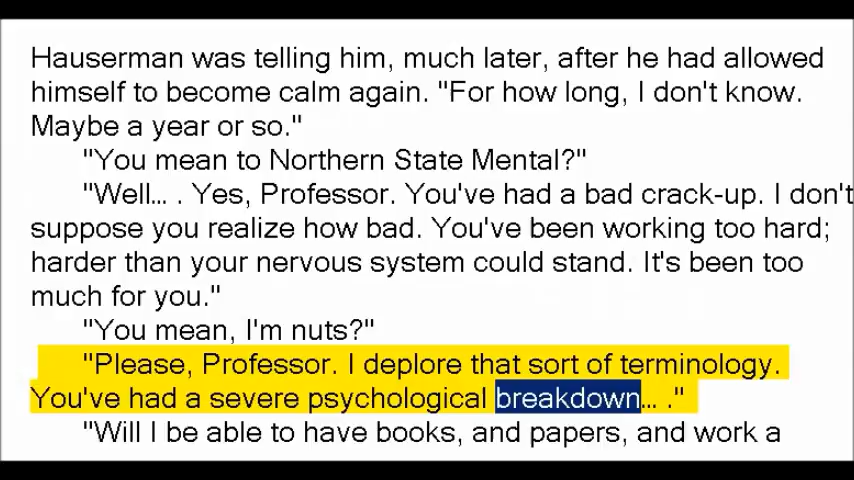 Hauserman was telling him, much later, after he had allowed
himself to become calm again. "For how long, I don't know.
Maybe a year or so."
"You mean to Northern State Mental?"
"Well... . Yes, Professor. You've had a bad crack-up. I don't
suppose you realize how bad. You've been working too hard;
harder than your nervous system could stand. It's been too
much for you."
"You mean, I'm nuts?"
"Please, Professor. I deplore that sort of terminology.
You've had a severe psychological breakdown... ."
"Will I be able to have books, and papers, and work a